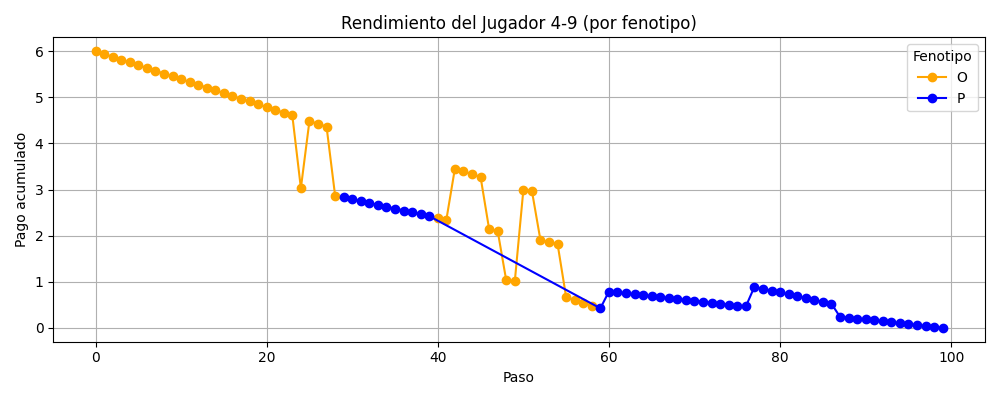 Rendimiento del Jugador 4-9 (por fenotipo)
Fenotipo
O
P
Pago acumulado
6
5
4
3
2
1
0
0 20 40 60 80 100
Paso